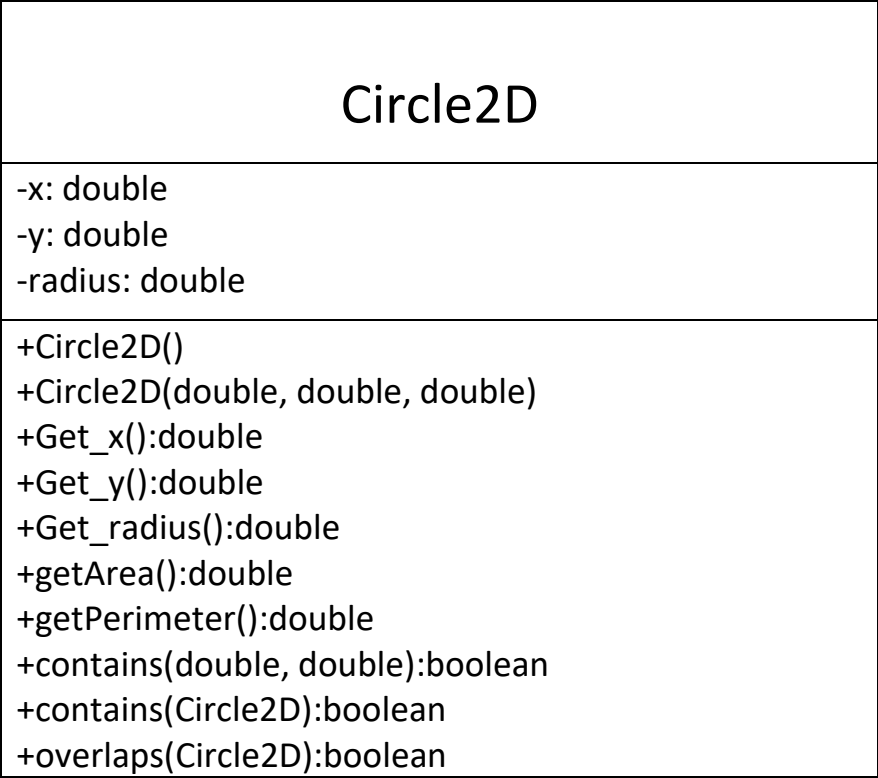 Circle2D
-x: double
-y: double
-radius: double
+Circle2D()
+Circle2D(double, double, double)
+Get_x():double
+Get_y():double
+Get_radius():double
+getArea():double
+getPerimeter():double
+contains(double, double):boolean
+contains(Circle2D):boolean
+overlaps(Circle2D):boolean